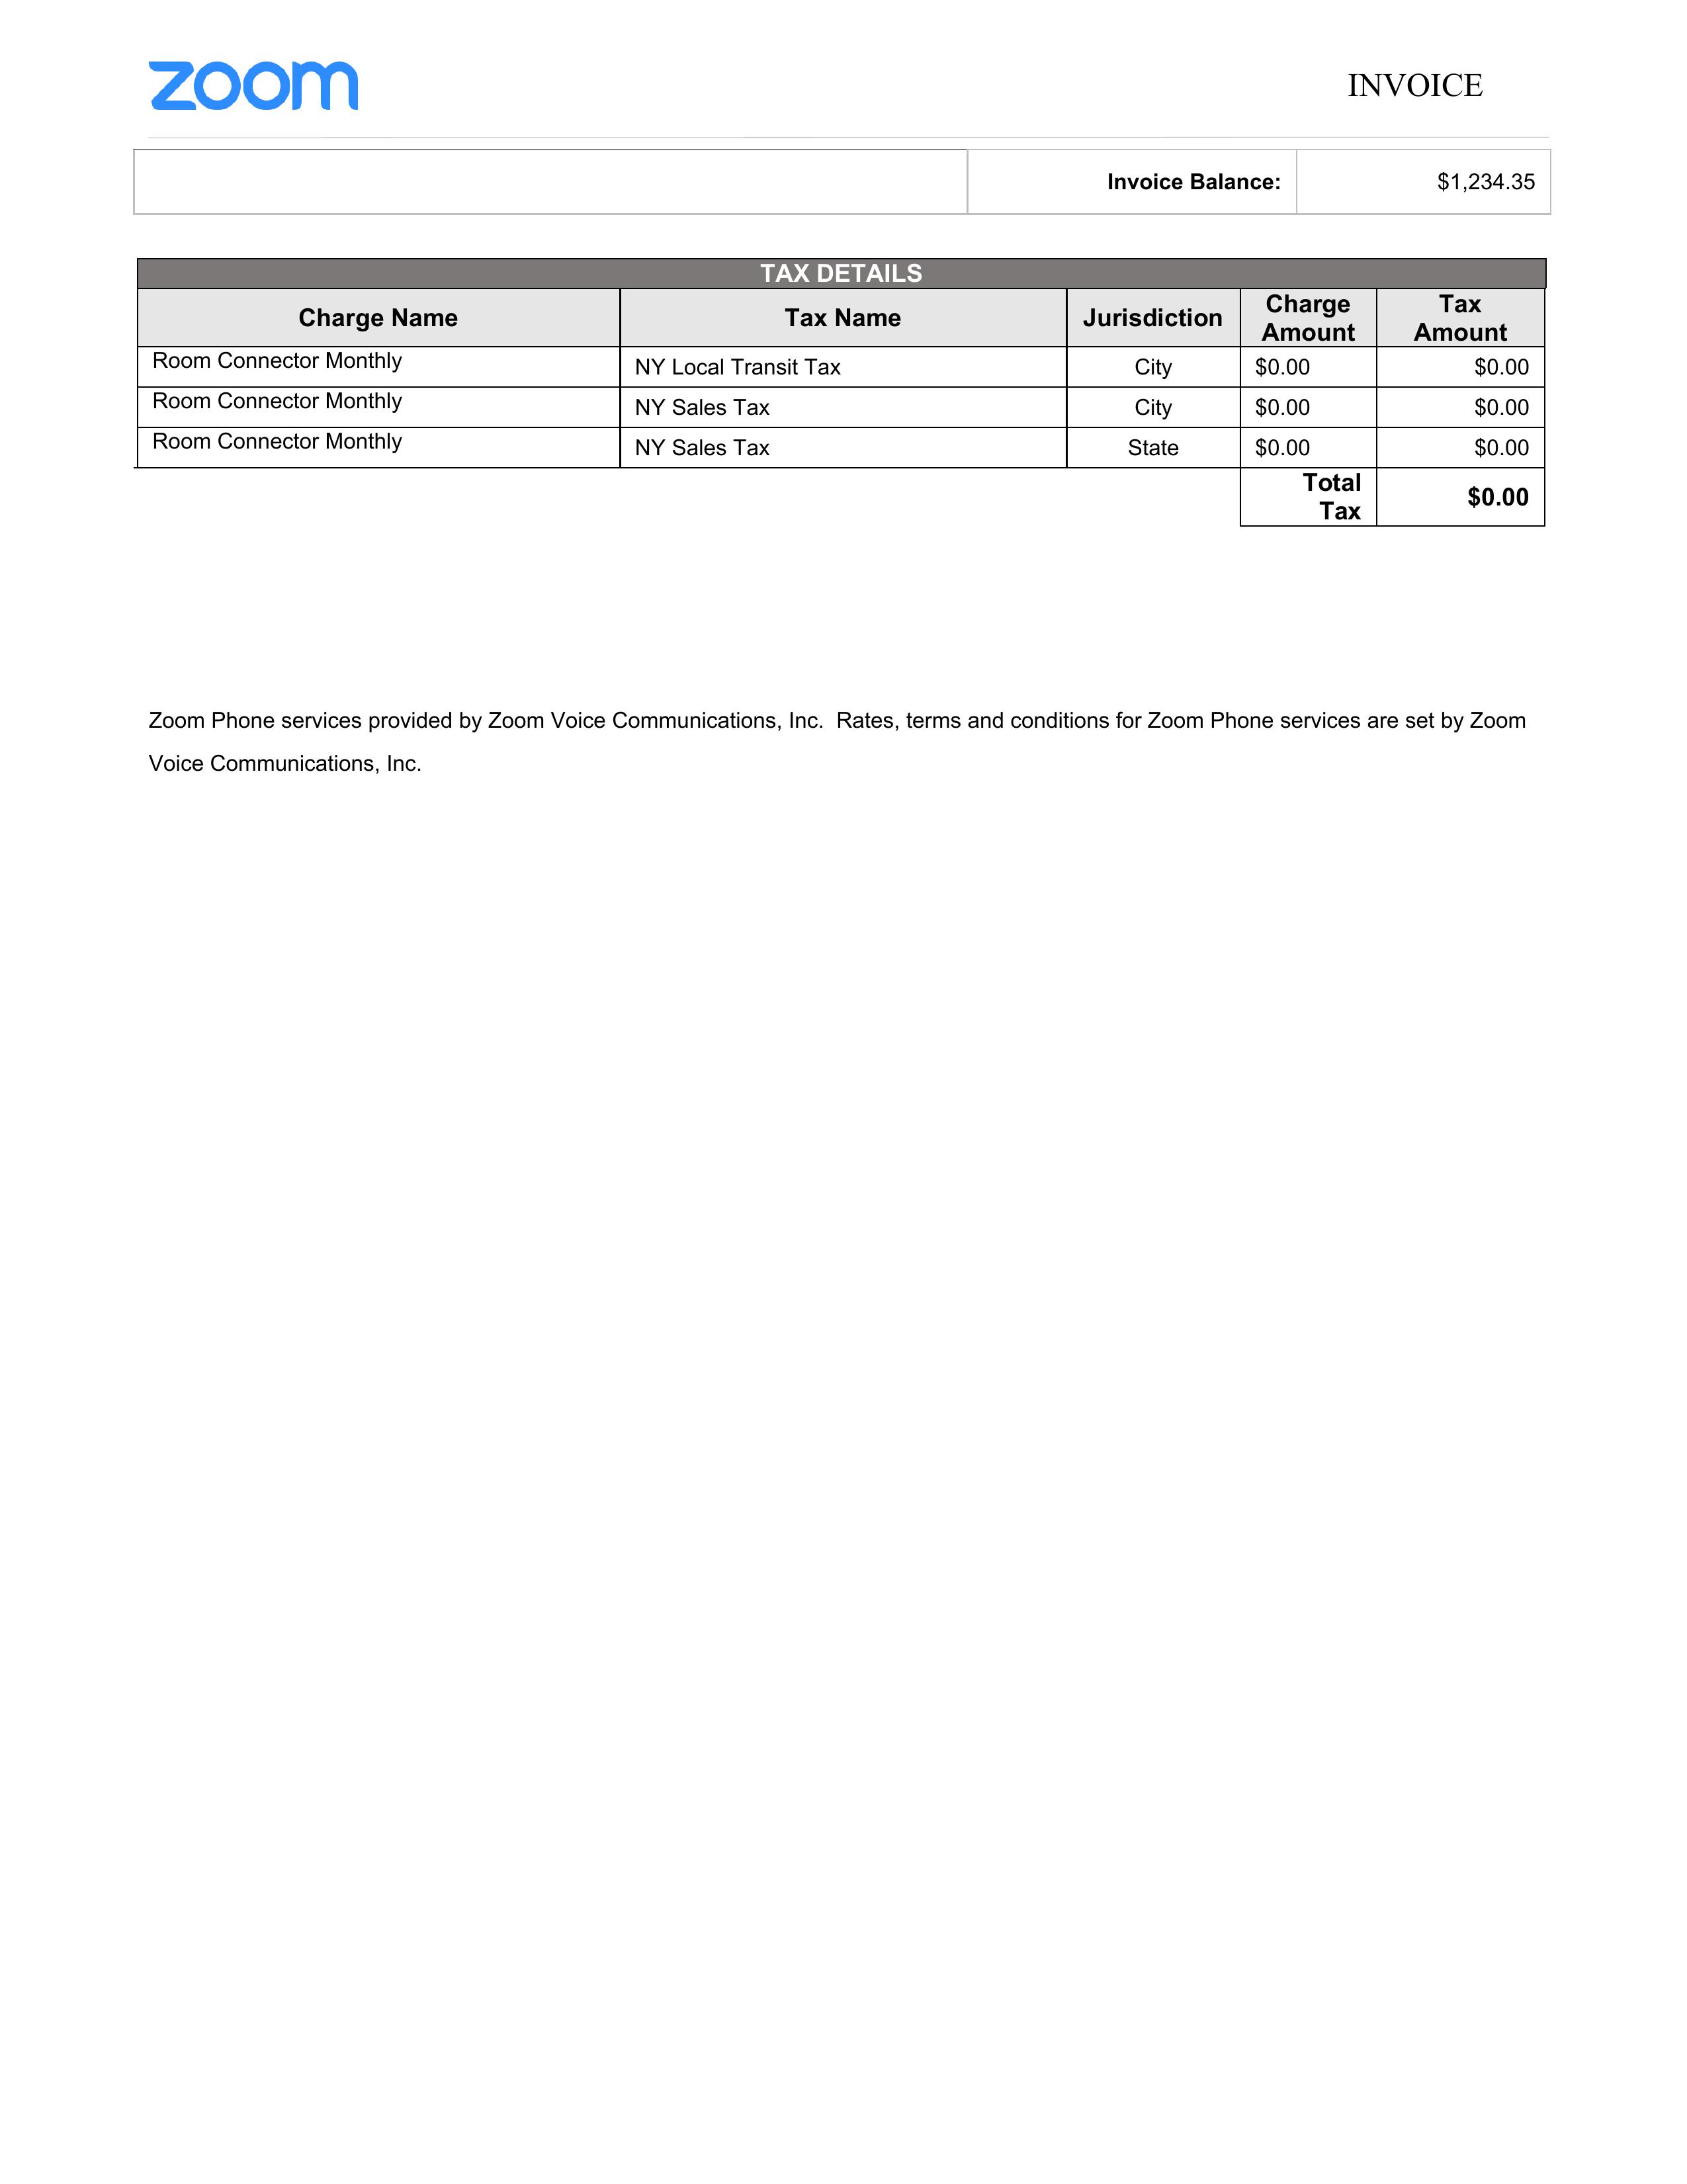 zoom
INVOICE
Invoice Balance: $1,234.35
TAX DETAILS
Charge Name Tax Name Jurisdiction Charge Amount Tax Amount
Room Connector Monthly NY Local Transit Tax City $0.00 $0.00
Room Connector Monthly NY Sales Tax City $0.00 $0.00
Room Connector Monthly NY Sales Tax State $0.00 $0.00
Total Tax $0.00
Zoom Phone services provided by Zoom Voice Communications, Inc.  Rates, terms and conditions for Zoom Phone services are set by Zoom
Voice Communications, Inc.